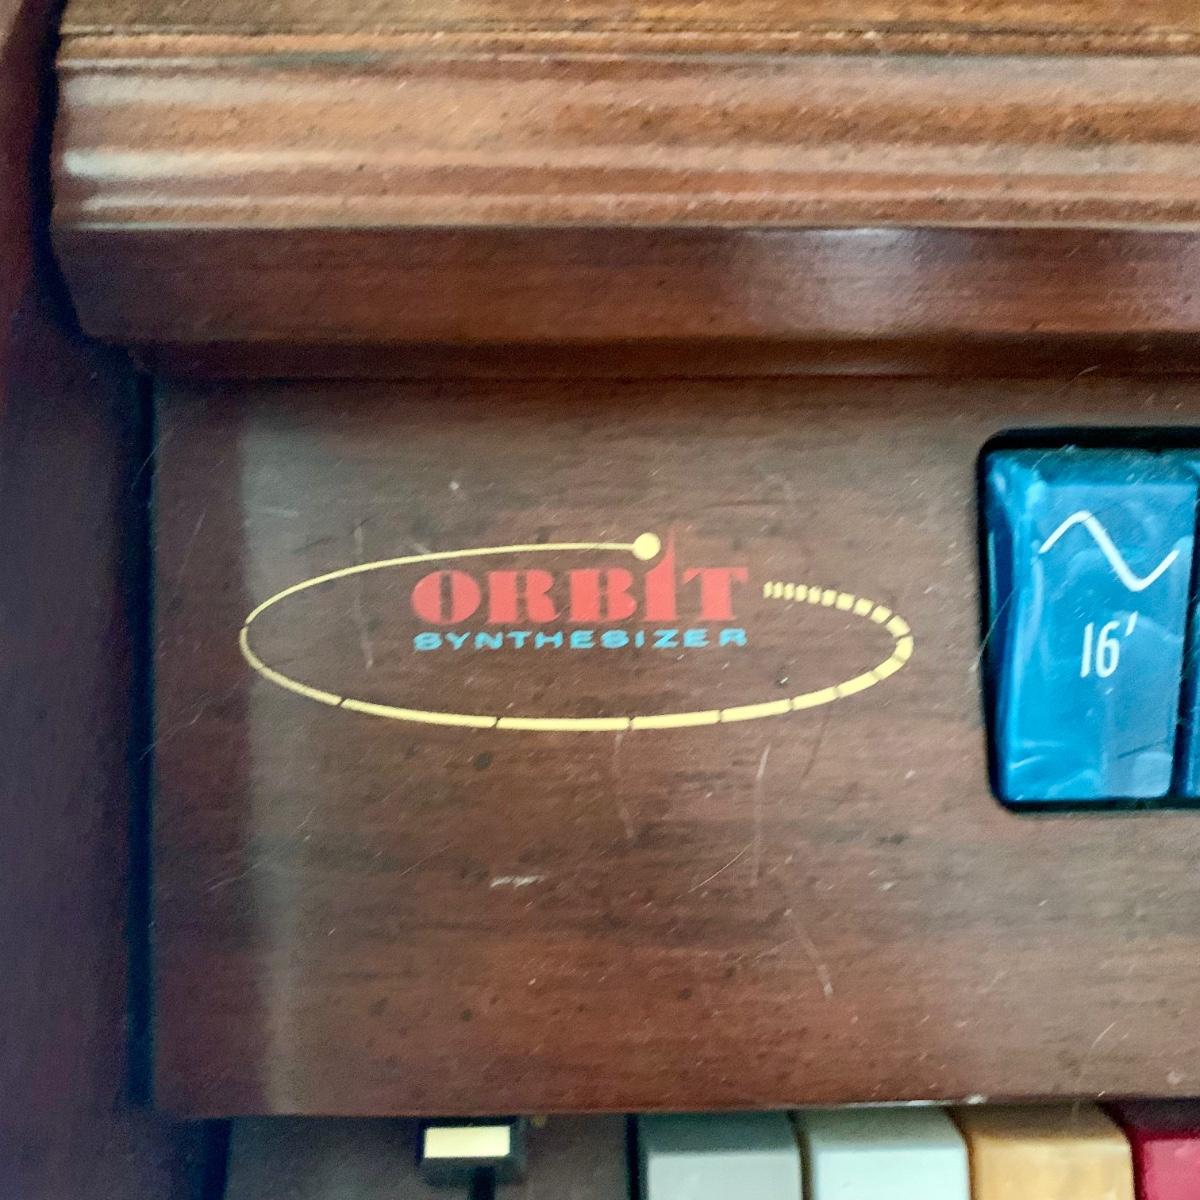 ORBIT
SYNTHESIZER
16'